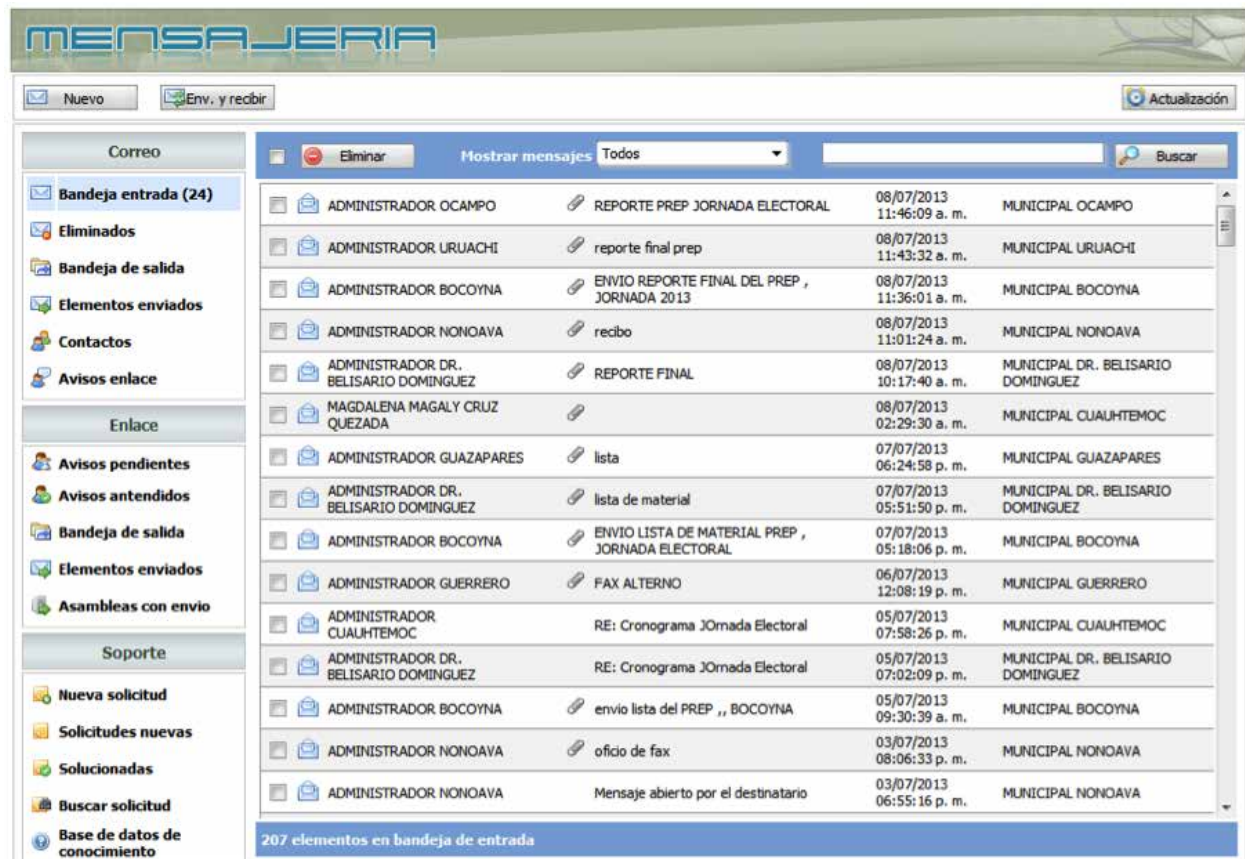 MENSAJERIA
Nuevo
Env. y recibir
Actualización
Correo
Bandeja entrada (24)
Eliminados
Bandeja de salida
Elementos enviados
Contactos
Avisos enlace
Enlace
Avisos pendientes
Avisos antendidos
Bandeja de salida
Elementos enviados
Asambleas con envio
Soporte
Nueva solicitud
Solicitudes nuevas
Solucionadas
Buscar solicitud
Base de datos de
conocimiento
Eliminar
Mostrar mensajes
Todos
Buscar
ADMINISTRADOR OCAMPO
REPORTE PREP JORNADA ELECTORAL
08/07/2013
11:46:09 a. m.
MUNICIPAL OCAMPO
ADMINISTRADOR URUACHI
reporte final prep
08/07/2013
11:43:32 a. m.
MUNICIPAL URUACHI
ADMINISTRADOR BOCOYNA
ENVIO REPORTE FINAL DEL PREP ,
JORNADA 2013
08/07/2013
11:36:01 a. m.
MUNICIPAL BOCOYNA
ADMINISTRADOR NONOAVA
recibo
08/07/2013
11:01:24 a. m.
MUNICIPAL NONOAVA
ADMINISTRADOR DR.
BELISARIO DOMINGUEZ
REPORTE FINAL
08/07/2013
10:17:40 a. m.
MUNICIPAL DR. BELISARIO
DOMINGUEZ
MAGDALENA MAGALY CRUZ
QUEZADA
08/07/2013
02:29:30 a. m.
MUNICIPAL CUAUHTEMOC
ADMINISTRADOR GUAZAPARES
lista
07/07/2013
06:24:58 p. m.
MUNICIPAL GUAZAPARES
ADMINISTRADOR DR.
BELISARIO DOMINGUEZ
lista de material
07/07/2013
05:51:50 p. m.
MUNICIPAL DR. BELISARIO
DOMINGUEZ
ADMINISTRADOR BOCOYNA
ENVIO LISTA DE MATERIAL PREP ,
JORNADA ELECTORAL
07/07/2013
05:18:06 p. m.
MUNICIPAL BOCOYNA
ADMINISTRADOR GUERRERO
FAX ALTERNO
06/07/2013
12:08:19 p. m.
MUNICIPAL GUERRERO
ADMINISTRADOR
CUAUHTEMOC
RE: Cronograma JOrnada Electoral
05/07/2013
07:58:26 p. m.
MUNICIPAL CUAUHTEMOC
ADMINISTRADOR DR.
BELISARIO DOMINGUEZ
RE: Cronograma JOrnada Electoral
05/07/2013
07:02:09 p. m.
MUNICIPAL DR. BELISARIO
DOMINGUEZ
ADMINISTRADOR BOCOYNA
envio lista del PREP ,, BOCOYNA
05/07/2013
09:30:39 a. m.
MUNICIPAL BOCOYNA
ADMINISTRADOR NONOAVA
oficio de fax
03/07/2013
08:06:33 p. m.
MUNICIPAL NONOAVA
ADMINISTRADOR NONOAVA
Mensaje abierto por el destinatario
03/07/2013
06:55:16 p. m.
MUNICIPAL NONOAVA
207 elementos en bandeja de entrada